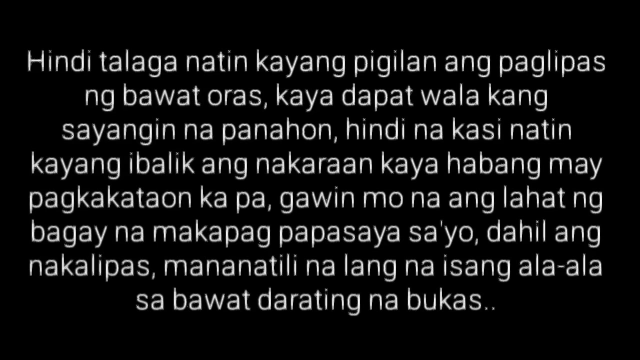 Hindi talaga natin kayang pigilan ang paglipas
ng bawat oras, kaya dapat wala kang
sayangin na panahon, hindi na kasi natin
kayang ibalik ang nakaraan kaya habang may
pagkakataon ka pa, gawin mo na ang lahat ng
bagay na makapag papasaya sa'yo, dahil ang
nakalipas, mananatili na lang na isang ala-ala
sa bawat darating na bukas..